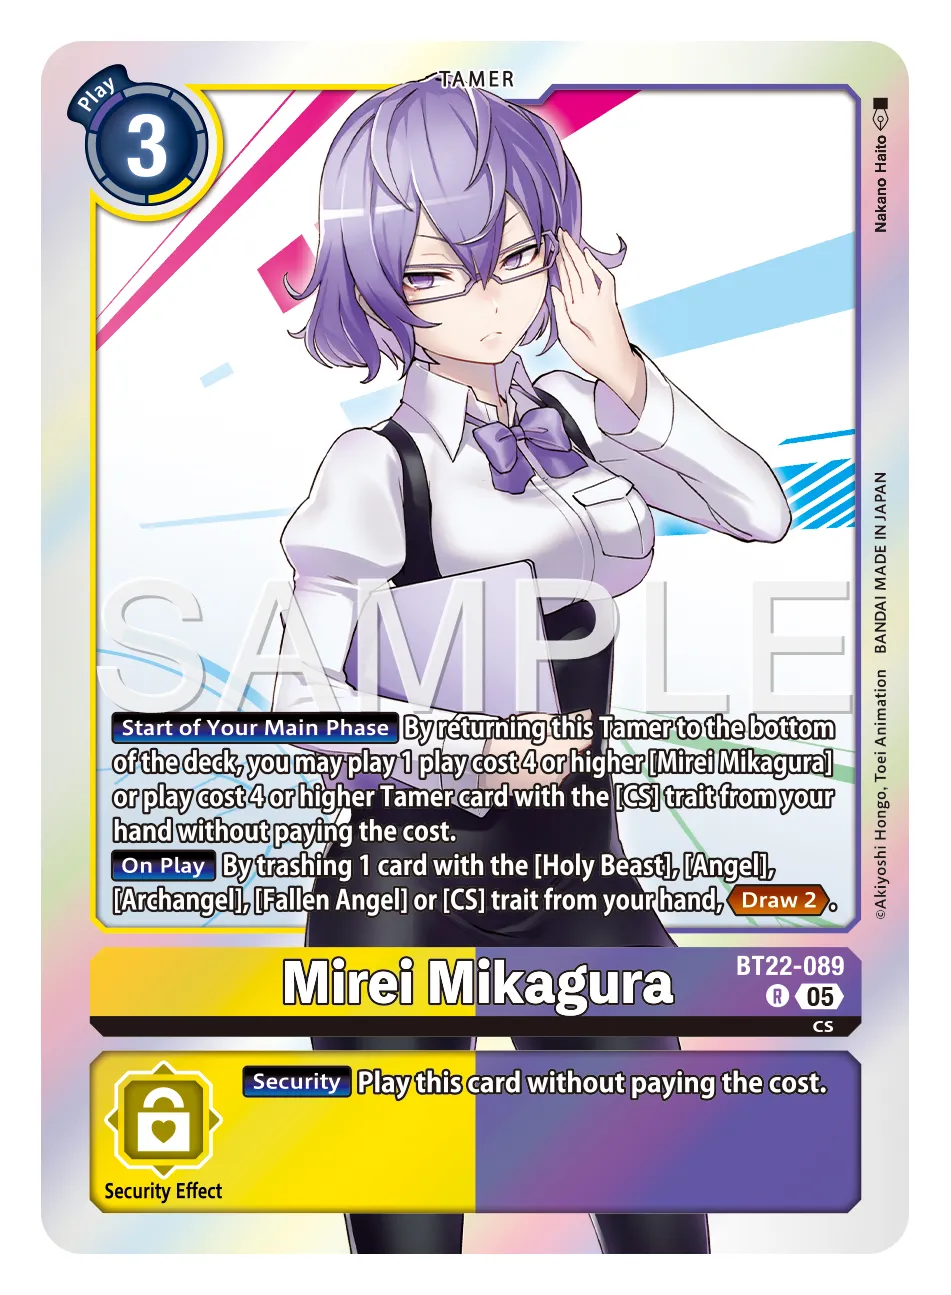 TAMER
Play
3
Nakano Haito
SAMPLE
Start of Your Main Phase By returning this Tamer to the bottom
of the deck, you may play 1 play cost 4 or higher [Mirei Mikagura]
or play cost 4 or higher Tamer card with the [CS] trait from your
hand without paying the cost.
On Play By trashing 1 card with the [Holy Beast], [Angel],
[Archangel], [Fallen Angel] or [CS] trait from your hand, Draw 2.
©Akiyoshi Hongo, Toei Animation BANDAI MADE IN JAPAN
Mirei Mikagura
BT22-089
R 05
CS
Security Play this card without paying the cost.
Security Effect